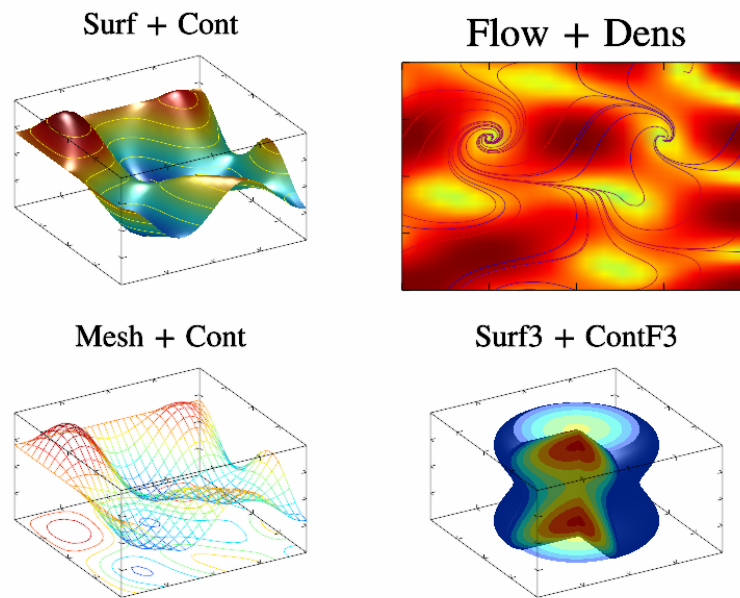 Surf + Cont
Flow + Dens
Mesh + Cont
Surf3 + ContF3